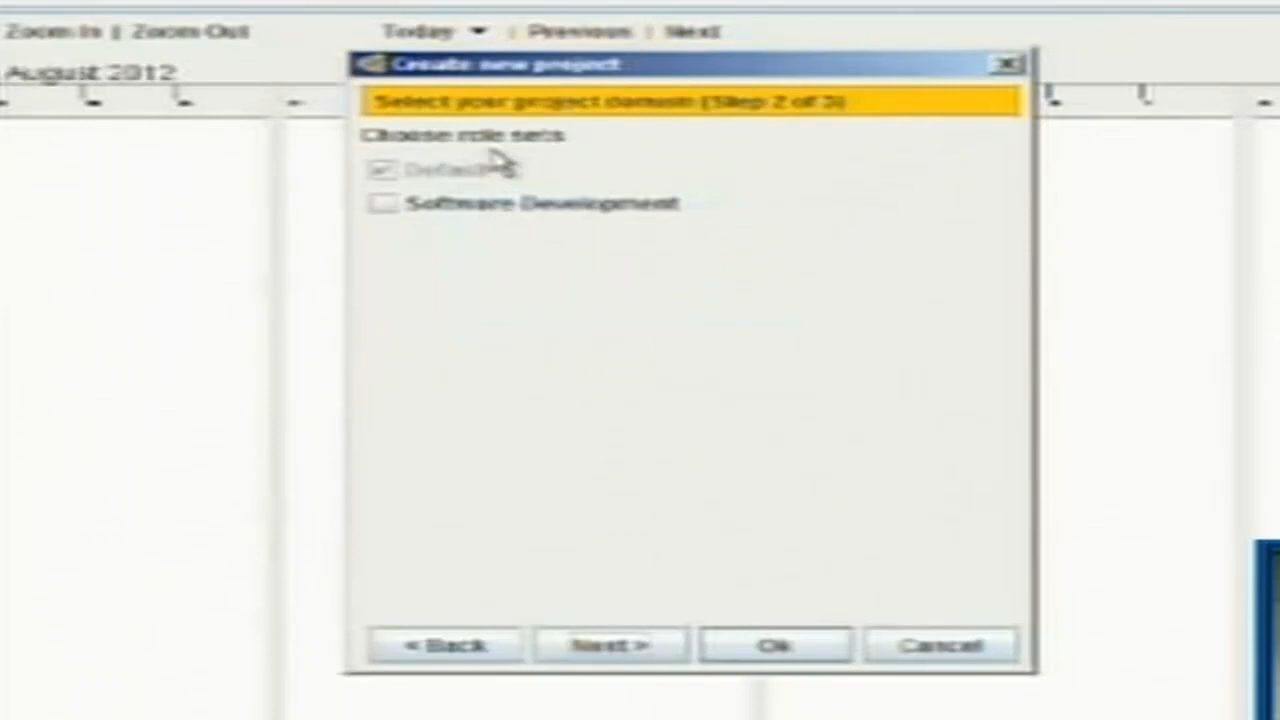 Zoom In | Zoom Out
Today | Previous | Next
August 2012
Create new project
Select your project domain (Step 2 of 3)
Choose role sets
Default
Software Development
< Back
Next >
Ok
Cancel